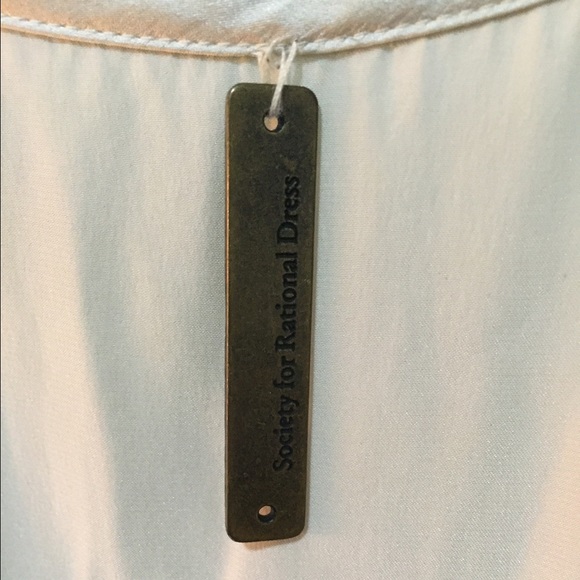 Society for Rational Dress